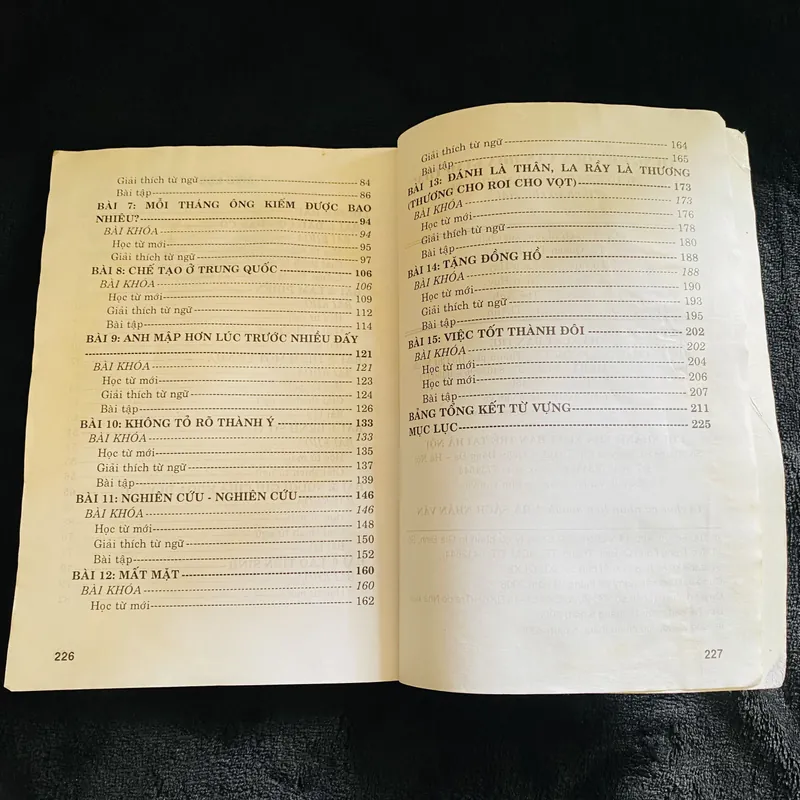 Giải thích từ ngữ -------- 84
Bài tập -------- 86
BÀI 7: MỖI THÁNG ÔNG KIẾM ĐƯỢC BAO
NHIÊU? -------- 94
BÀI KHÓA -------- 94
Học từ mới -------- 95
Giải thích từ ngữ -------- 97
BÀI 8: CHẾ TẠO Ở TRUNG QUỐC -------- 106
BÀI KHÓA -------- 106
Học từ mới -------- 109
Giải thích từ ngữ -------- 112
Bài tập -------- 114
BÀI 9: ANH MẬP HƠN LÚC TRƯỚC NHIỀU ĐẤY
-------- 121
BÀI KHÓA -------- 121
Học từ mới -------- 123
Giải thích từ ngữ -------- 124
Bài tập -------- 126
BÀI 10: KHÔNG TỎ RÕ THÀNH Ý -------- 133
BÀI KHÓA -------- 133
Học từ mới -------- 135
Giải thích từ ngữ -------- 137
Bài tập -------- 139
BÀI 11: NGHIÊN CỨU - NGHIÊN CỨU -------- 146
BÀI KHÓA -------- 146
Học từ mới -------- 148
Giải thích từ ngữ -------- 150
Bài tập -------- 152
BÀI 12: MẤT MẶT -------- 160
BÀI KHÓA -------- 160
Học từ mới -------- 162
226
Giải thích từ ngữ -------- 164
Bài tập -------- 165
BÀI 13: ĐÁNH LÀ THÂN, LA RẦY LÀ THƯƠNG
(THƯƠNG CHO ROI CHO VỌT) -------- 173
BÀI KHÓA -------- 173
Học từ mới -------- 176
Giải thích từ ngữ -------- 178
Bài tập -------- 180
BÀI 14: TẶNG ĐỒNG HỒ -------- 188
BÀI KHÓA -------- 188
Học từ mới -------- 190
Giải thích từ ngữ -------- 193
Bài tập -------- 195
BÀI 15: VIỆC TỐT THÀNH ĐÔI -------- 202
BÀI KHÓA -------- 202
Học từ mới -------- 204
Học từ mới -------- 206
Bài tập -------- 207
BẢNG TỔNG KẾT TỪ VỰNG -------- 211
MỤC LỤC -------- 225
227